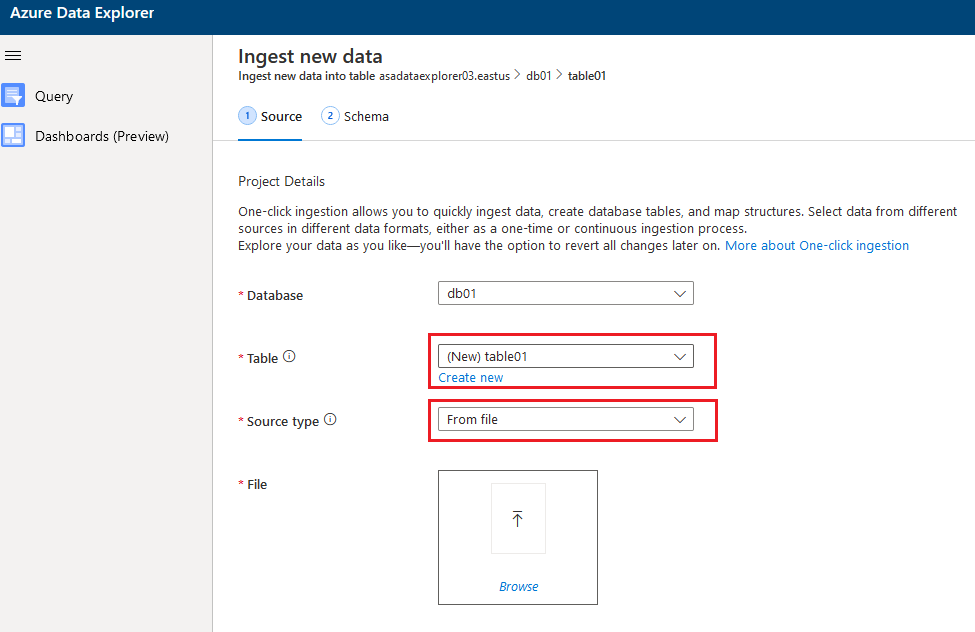 Azure Data Explorer
Ingest new data
Ingest new data into table asadataexplorer03.eastus > db01 > table01
Query
1 Source 2 Schema
Dashboards (Preview)
Project Details
One-click ingestion allows you to quickly ingest data, create database tables, and map structures. Select data from different
sources in different data formats, either as a one-time or continuous ingestion process.
Explore your data as you like—you'll have the option to revert all changes later on. More about One-click ingestion
* Database db01
* Table (New) table01
Create new
* Source type From file
* File
Browse